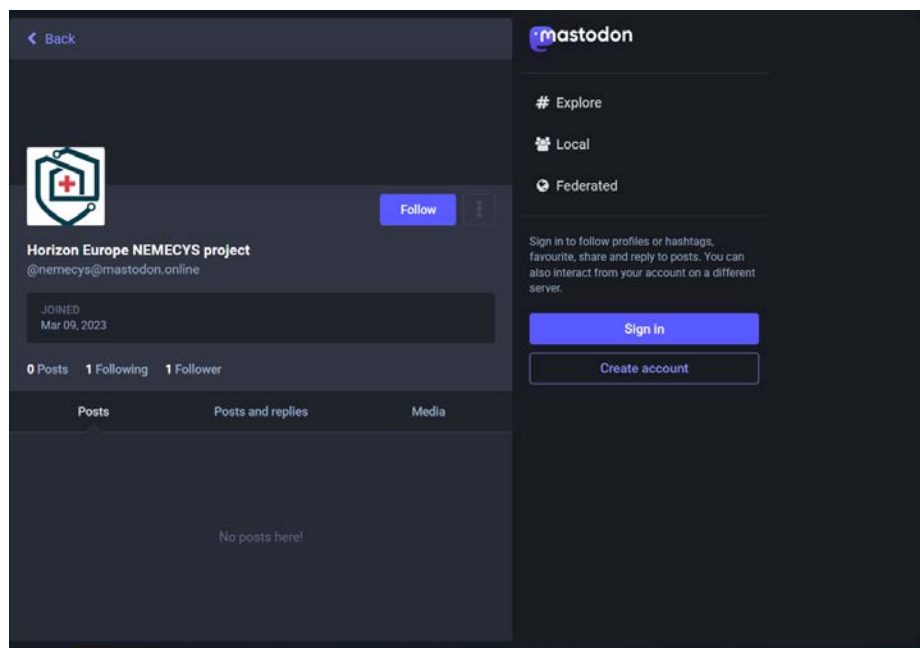 Back
Follow
Horizon Europe NEMECYS project
@nemecys@mastodon.online
JOINED
Mar 09, 2023
0 Posts 1 Following 1 Follower
Posts Posts and replies Media
No posts here!
mastodon
Explore
Local
Federated
Sign in to follow profiles or hashtags,
favourite, share and reply to posts. You can
also interact from your account on a different
server.
Sign in
Create account